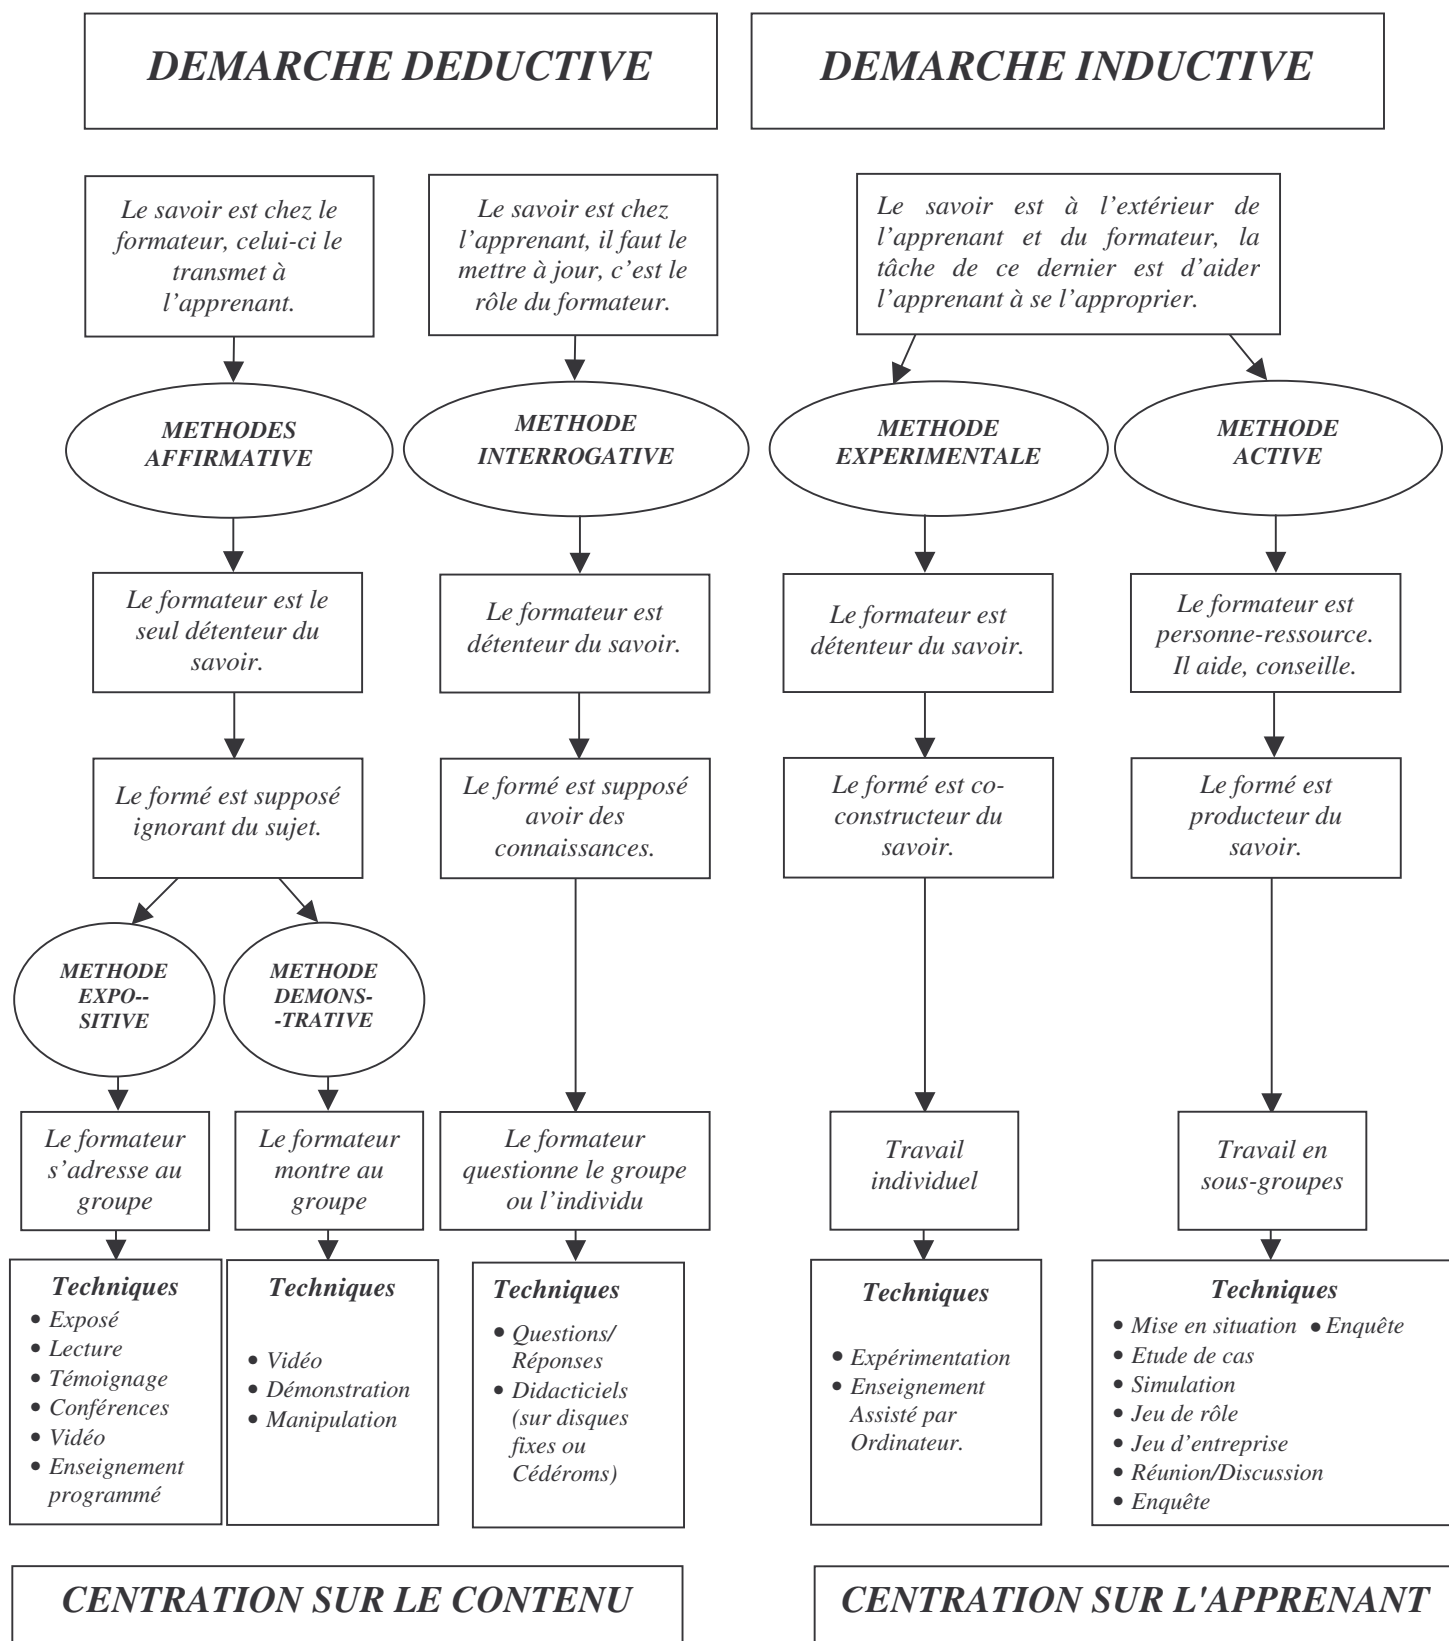 DEMARCHE DEDUCTIVE
DEMARCHE INDUCTIVE
Le savoir est chez le
formateur, celui-ci le
transmet à
l’apprenant.
Le savoir est chez
l’apprenant, il faut le
mettre à jour, c’est le
rôle du formateur.
Le savoir est à l’extérieur de
l’apprenant et du formateur, la
tâche de ce dernier est d’aider
l’apprenant à se l’approprier.
METHODES
AFFIRMATIVE
METHODE
INTERROGATIVE
METHODE
EXPERIMENTALE
METHODE
ACTIVE
Le formateur est le
seul détenteur du
savoir.
Le formateur est
détenteur du savoir.
Le formateur est
détenteur du savoir.
Le formateur est
personne-ressource.
Il aide, conseille.
Le formé est supposé
ignorant du sujet.
Le formé est supposé
avoir des
connaissances.
Le formé est co-
constructeur du
savoir.
Le formé est
producteur du
savoir.
METHODE
EXPO--
SITIVE
METHODE
DEMONS-
-TRATIVE
Le formateur
s’adresse au
groupe
Le formateur
montre au
groupe
Le formateur
questionne le groupe
ou l’individu
Travail
individuel
Travail en
sous-groupes
Techniques
• Exposé
• Lecture
• Témoignage
• Conférences
• Vidéo
• Enseignement
programmé
Techniques
• Vidéo
• Démonstration
• Manipulation
Techniques
• Questions/
Réponses
• Didacticiels
(sur disques
fixes ou
Cédéroms)
Techniques
• Expérimentation
• Enseignement
Assisté par
Ordinateur.
Techniques
• Mise en situation • Enquête
• Etude de cas
• Simulation
• Jeu de rôle
• Jeu d’entreprise
• Réunion/Discussion
• Enquête
CENTRATION SUR LE CONTENU
CENTRATION SUR L'APPRENANT